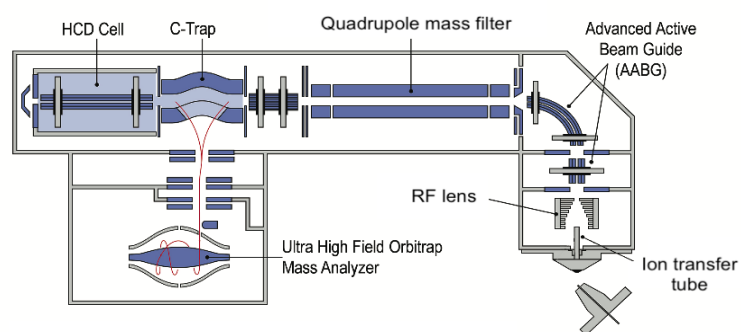 HCD Cell
C-Trap
Quadrupole mass filter
Advanced Active
Beam Guide
(AABG)
RF lens
Ultra High Field Orbitrap
Mass Analyzer
Ion transfer
tube